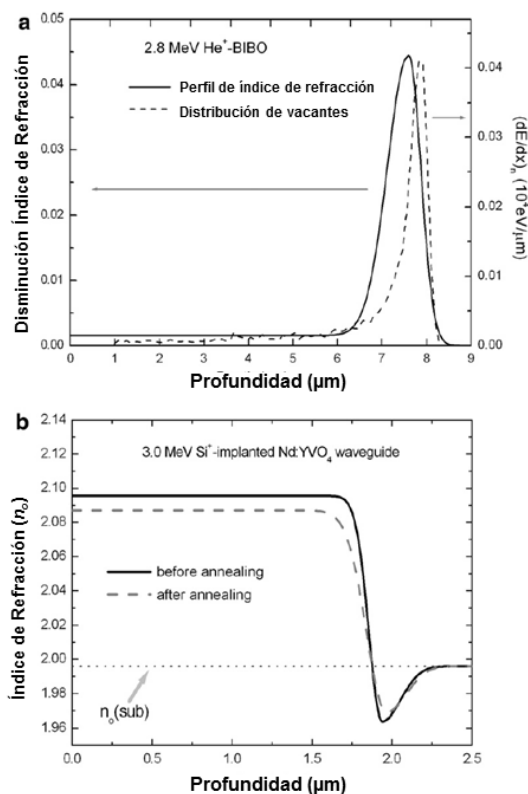 a
2.8 MeV He⁺-BIBO
Perfil de índice de refracción
Distribución de vacantes
Disminución Índice de Refracción
0.05
0.04
0.03
0.02
0.01
0.00
0.04
0.03
0.02
0.01
0.00
(dE/dx)ₙ (10⁺eV/µm)
0 1 2 3 4 5 6 7 8 9
Profundidad (µm)
b
3.0 MeV Si⁺-implanted Nd:YVO₄ waveguide
before annealing
after annealing
nₒ(sub)
Índice de Refracción (nₒ)
2.14
2.12
2.10
2.08
2.06
2.04
2.02
2.00
1.98
1.96
0.0 0.5 1.0 1.5 2.0 2.5
Profundidad (µm)